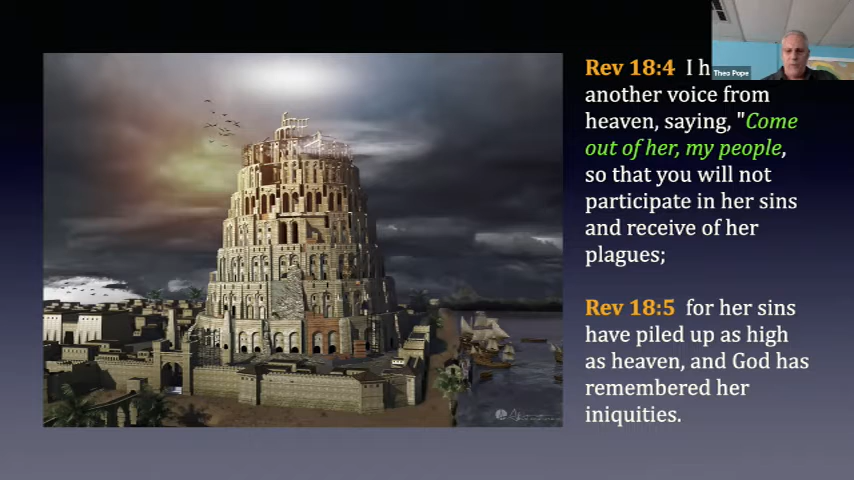 Rev 18:4 I h
Thea Pope
another voice from
heaven, saying, "Come
out of her, my people,
so that you will not
participate in her sins
and receive of her
plagues;
Rev 18:5 for her sins
have piled up as high
as heaven, and God has
remembered her
iniquities.